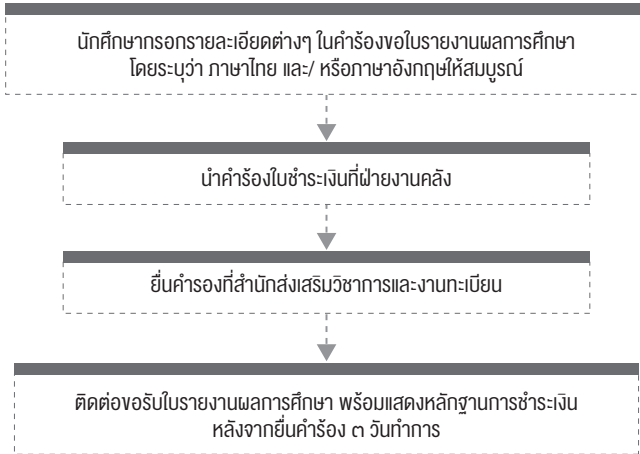 นักศึกษากรอกรายละเอียดต่างๆ ในคำร้องขอใบรายงานผลการศึกษา
โดยระบุว่า ภาษาไทย และ/ หรือภาษาอังกฤษให้สมบูรณ์
นำคำร้องใบชำระเงินที่ฝ่ายงานคลัง
ยื่นคำรองที่สำนักส่งเสริมวิชาการและงานทะเบียน
ติดต่อขอรับใบรายงานผลการศึกษา พร้อมแสดงหลักฐานการชำระเงิน
หลังจากยื่นคำร้อง ๓ วันทำการ